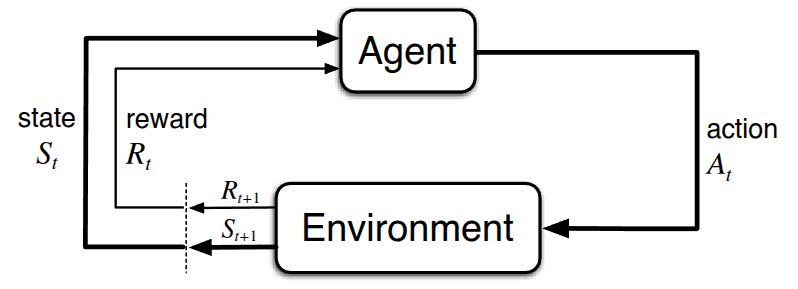 Agent
state
S_t
reward
R_t
action
A_t
R_{t+1}
S_{t+1}
Environment